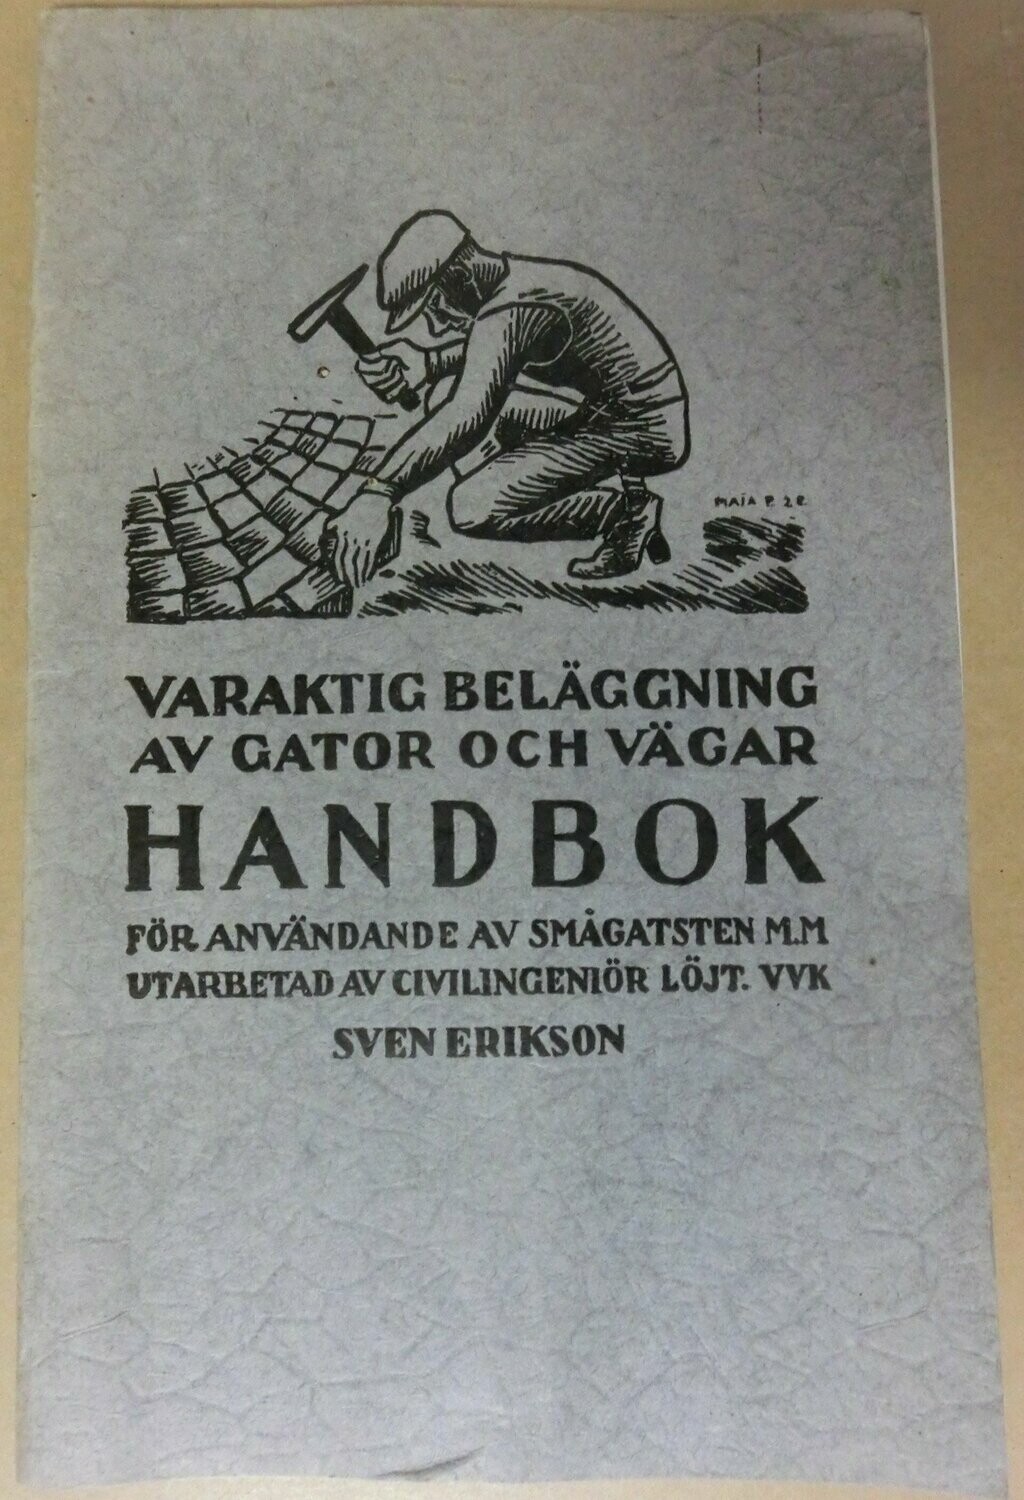 MAJA P. 28
VARAKTIG BELÄGGNING
AV GATOR OCH VÄGAR
HANDBOK
FÖR ANVÄNDANDE AV SMÅGATSTEN M.M
UTARBETAD AV CIVILINGENIÖR LÖJT. VVK
SVEN ERIKSON